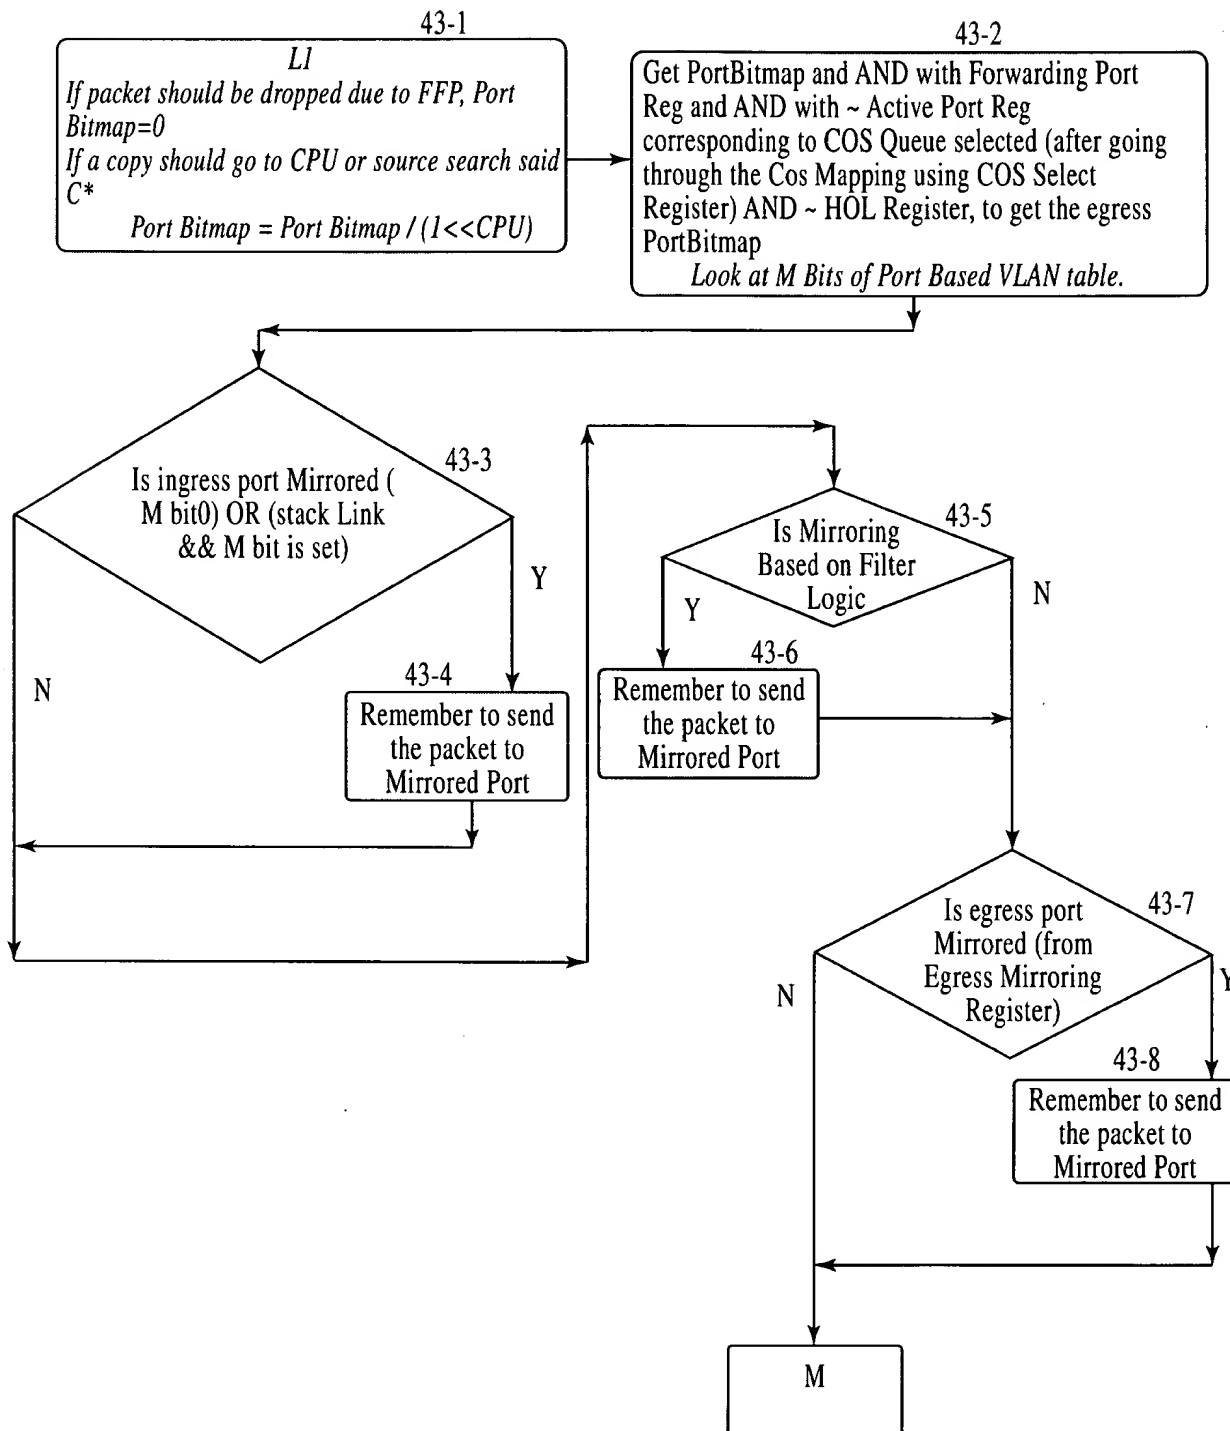 43-1
L1
If packet should be dropped due to FFP, Port
Bitmap=0
If a copy should go to CPU or source search said
C*
Port Bitmap = Port Bitmap / (1<<CPU)
43-2
Get PortBitmap and AND with Forwarding Port
Reg and AND with ~ Active Port Reg
corresponding to COS Queue selected (after going
through the Cos Mapping using COS Select
Register) AND ~ HOL Register, to get the egress
PortBitmap
Look at M Bits of Port Based VLAN table.
43-3
Is ingress port Mirrored (
M bit0) OR (stack Link
&& M bit is set)
Y
N
43-4
Remember to send
the packet to
Mirrored Port
43-5
Is Mirroring
Based on Filter
Logic
Y
N
43-6
Remember to send
the packet to
Mirrored Port
43-7
Is egress port
Mirrored (from
Egress Mirroring
Register)
N
Y
43-8
Remember to send
the packet to
Mirrored Port
M